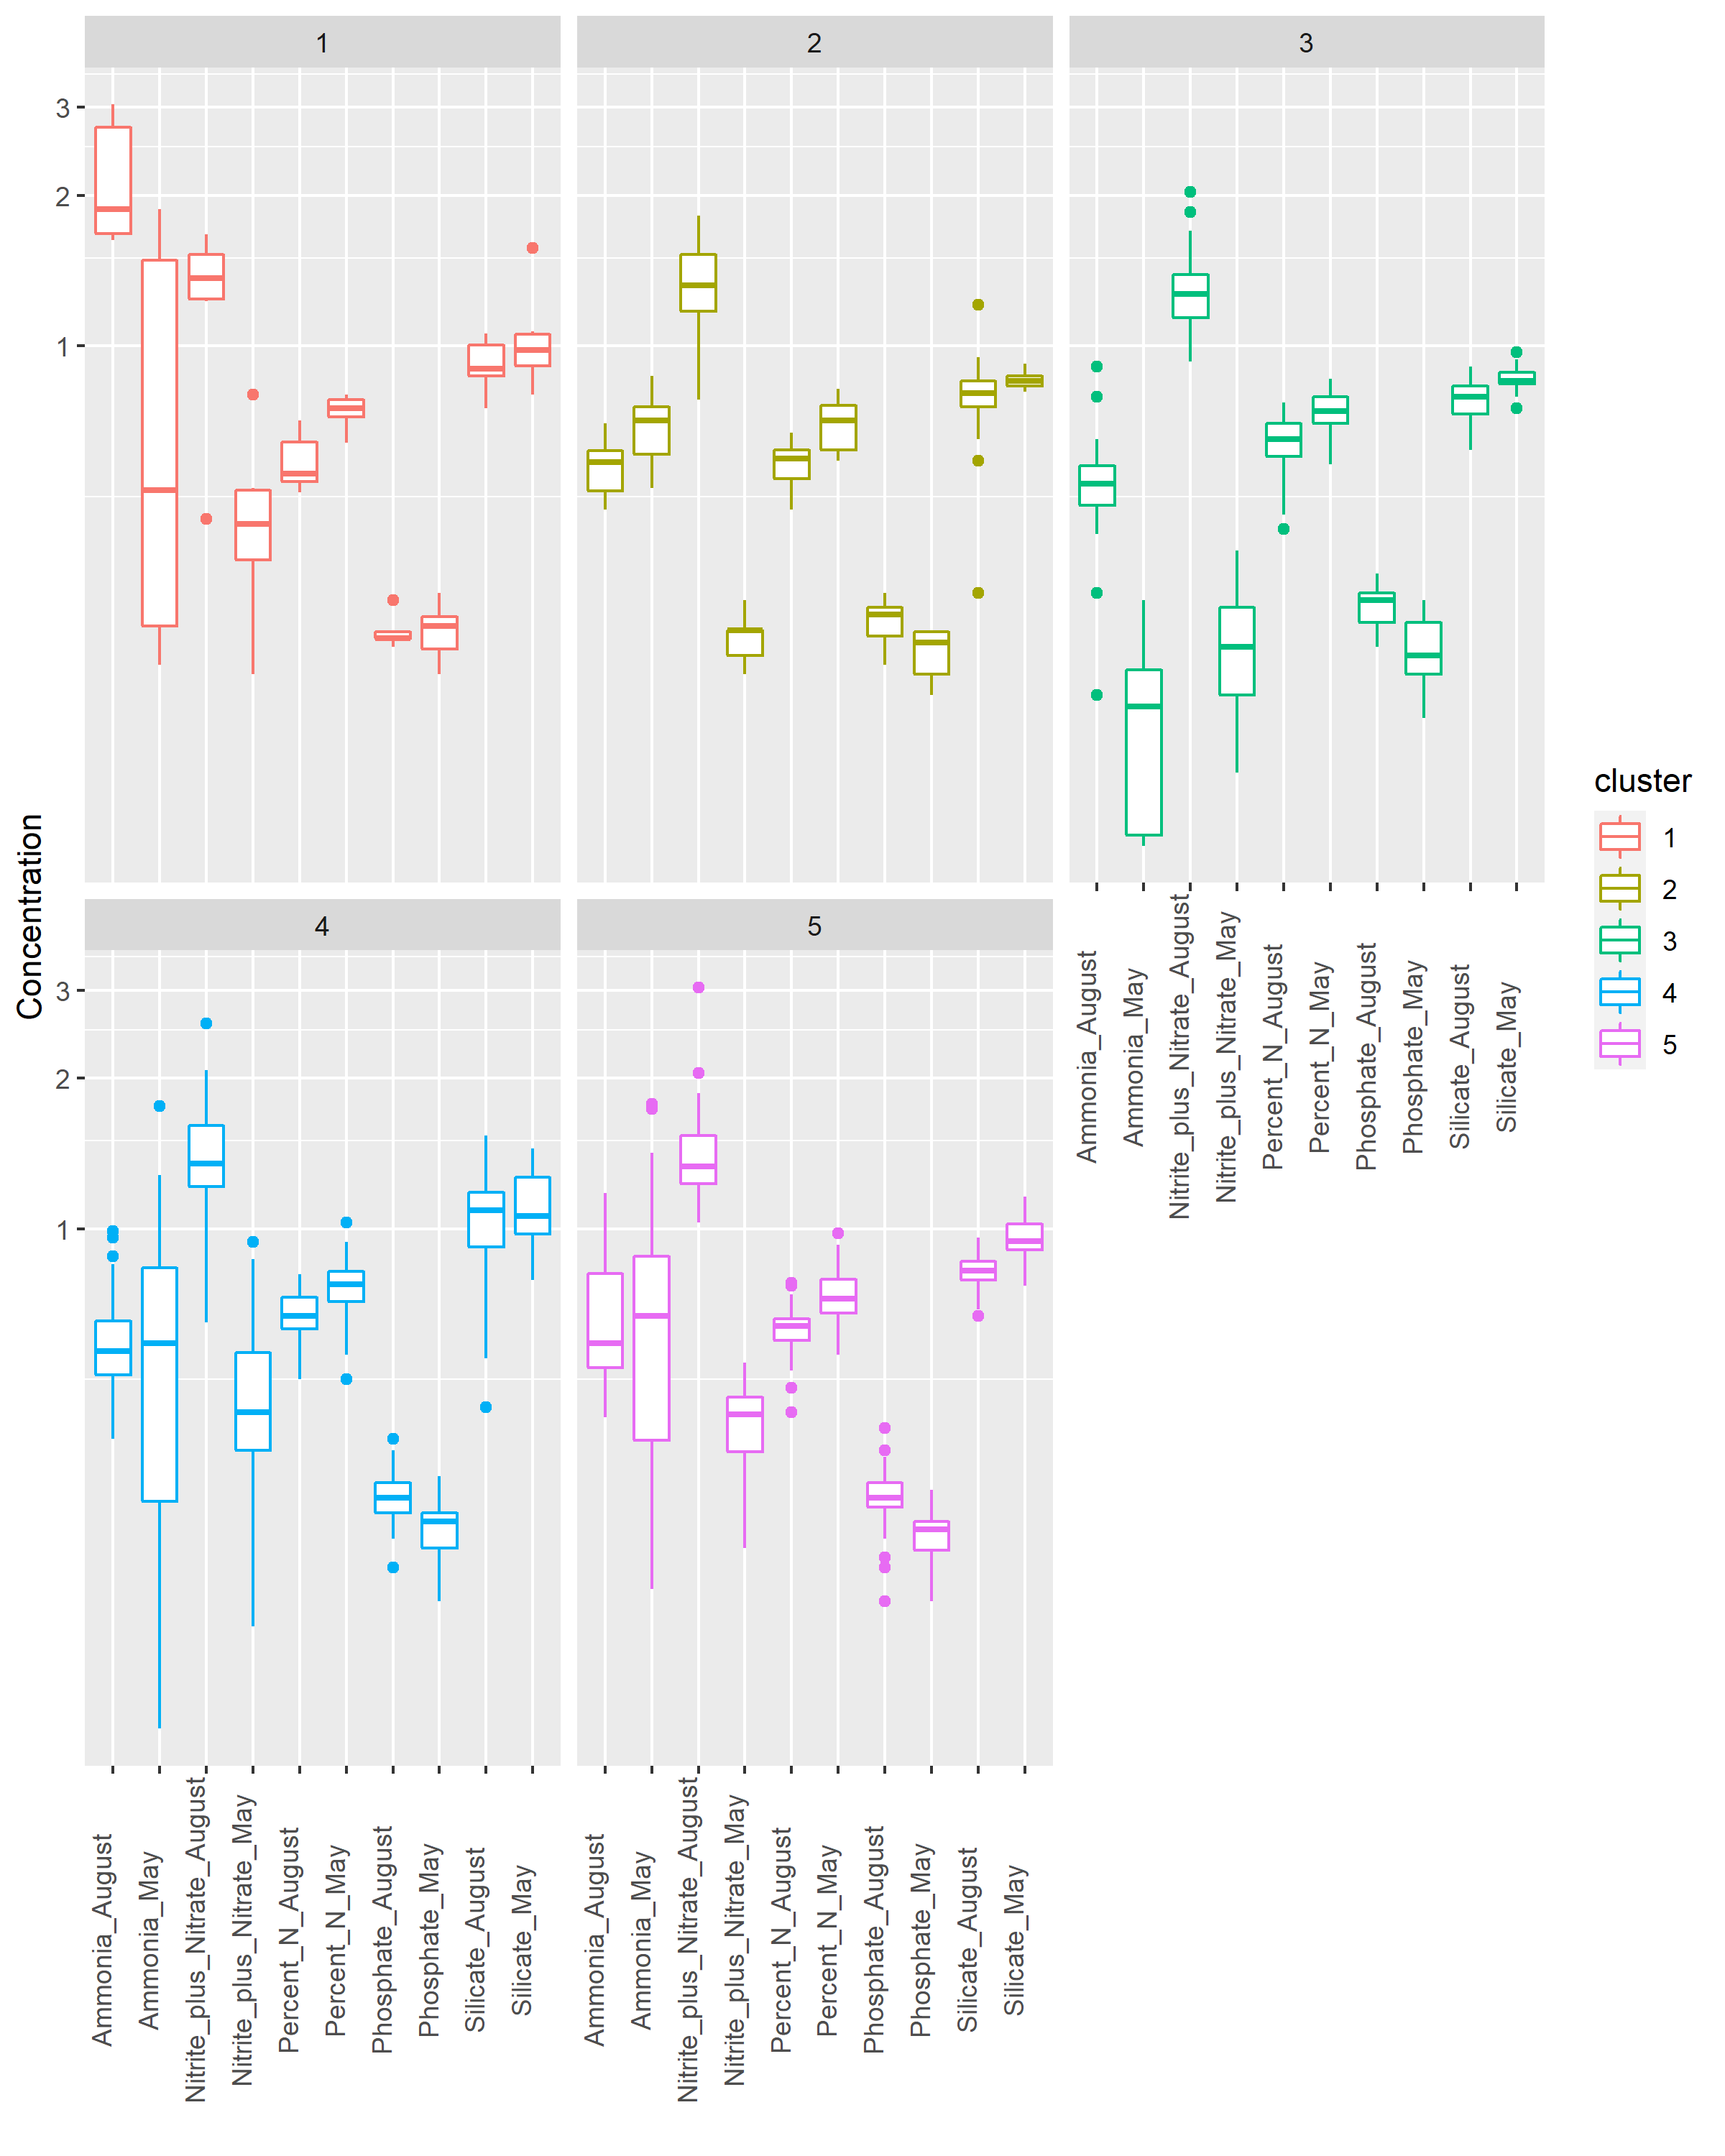 1
2
3
3
2
1
Concentration
cluster
1
2
3
4
5
4
5
3
2
1
Ammonia_August
Ammonia_May
Nitrite_plus_Nitrate_August
Nitrite_plus_Nitrate_May
Percent_N_August
Percent_N_May
Phosphate_August
Phosphate_May
Silicate_August
Silicate_May
Ammonia_August
Ammonia_May
Nitrite_plus_Nitrate_August
Nitrite_plus_Nitrate_May
Percent_N_August
Percent_N_May
Phosphate_August
Phosphate_May
Silicate_August
Silicate_May
Ammonia_August
Ammonia_May
Nitrite_plus_Nitrate_August
Nitrite_plus_Nitrate_May
Percent_N_August
Percent_N_May
Phosphate_August
Phosphate_May
Silicate_August
Silicate_May